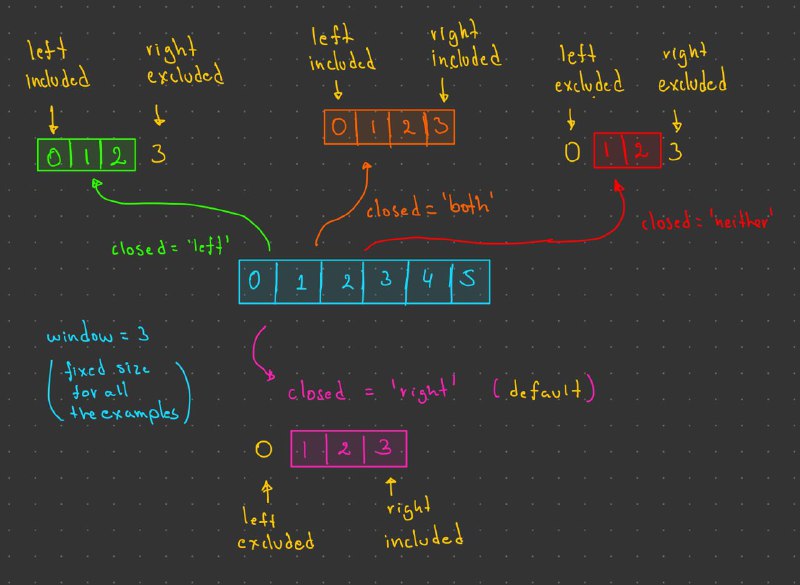 left
included
right
excluded
left
included
right
included
left
excluded
right
excluded
0 1 2 3
0 1 2 3
0 1 2 3
closed = 'left'
closed = 'both'
closed = 'neither'
0 1 2 3 4 5
window = 3
(fixed size
for all
the examples)
closed = 'right' (default)
0 1 2 3
left
excluded
right
included